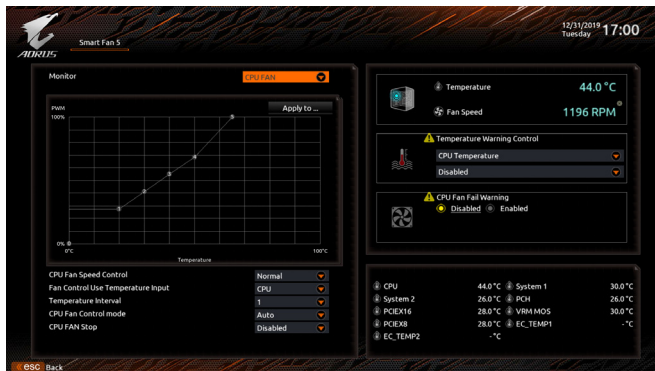 12/31/2019 17:00
Tuesday
AORUS
Smart Fan 5
Monitor
CPU FAN
PWM
100%
Apply to ...
0%
0°C
100°C
Temperature
CPU Fan Speed Control Normal
Fan Control Use Temperature Input CPU
Temperature Interval 1
CPU Fan Control mode Auto
CPU FAN Stop Disabled
Temperature 44.0 °C
Fan Speed 1196 RPM
Temperature Warning Control
CPU Temperature
Disabled
CPU Fan Fail Warning
Disabled Enabled
CPU 44.0°C System 1 30.0°C
System 2 26.0°C PCH 26.0°C
PCIEX16 28.0°C VRM MOS 30.0°C
PCIEX8 28.0°C EC_TEMP1 -°C
EC_TEMP2 -°C
esc Back